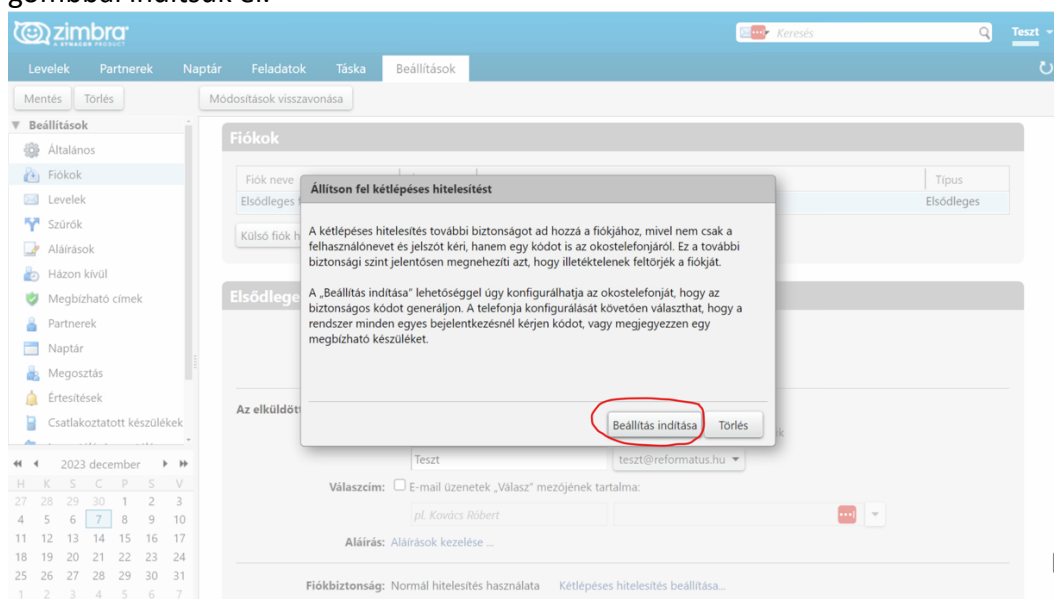 gombbal indítsuk el.
zimbra
A SYNACOR PRODUCT
Keresés
Teszt
Levelek Partnerek Naptár Feladatok Táska Beállítások
Mentés Törlés Módosítások visszavonása
Beállítások
Általános
Fiókok
Levelek
Szűrők
Aláírások
Házon kívül
Megbízható címek
Partnerek
Naptár
Megosztás
Értesítések
Csatlakoztatott készülékek
2023 december
H K S C P S V
27 28 29 30 1 2 3
4 5 6 7 8 9 10
11 12 13 14 15 16 17
18 19 20 21 22 23 24
25 26 27 28 29 30 31
1 2 3 4 5 6 7
Fiókok
Fiók neve Típus
Elsődleges Elsődleges
Külső fiók
Állítson fel kétlépéses hitelesítést
A kétlépéses hitelesítés további biztonságot ad hozzá a fiókjához, mivel nem csak a
felhasználónevet és jelszót kéri, hanem egy kódot is az okostelefonjáról. Ez a további
biztonsági szint jelentősen megnehezíti azt, hogy illetéktelenek feltörjék a fiókját.
A „Beállítás indítása" lehetőséggel úgy konfigurálhatja az okostelefonját, hogy az
biztonságos kódot generáljon. A telefonja konfigurálását követően választhat, hogy a
rendszer minden egyes bejelentkezésnél kérjen kódot, vagy megjegyezzen egy
megbízható készüléket.
Beállítás indítása Törlés
Elsődlege
Az elküldött
Teszt teszt@reformatus.hu
Válaszcím: E-mail üzenetek „Válasz" mezőjének tartalma:
pl. Kovács Róbert
Aláírás: Aláírások kezelése ...
Fiókbiztonság: Normál hitelesítés használata Kétlépéses hitelesítés beállítása...